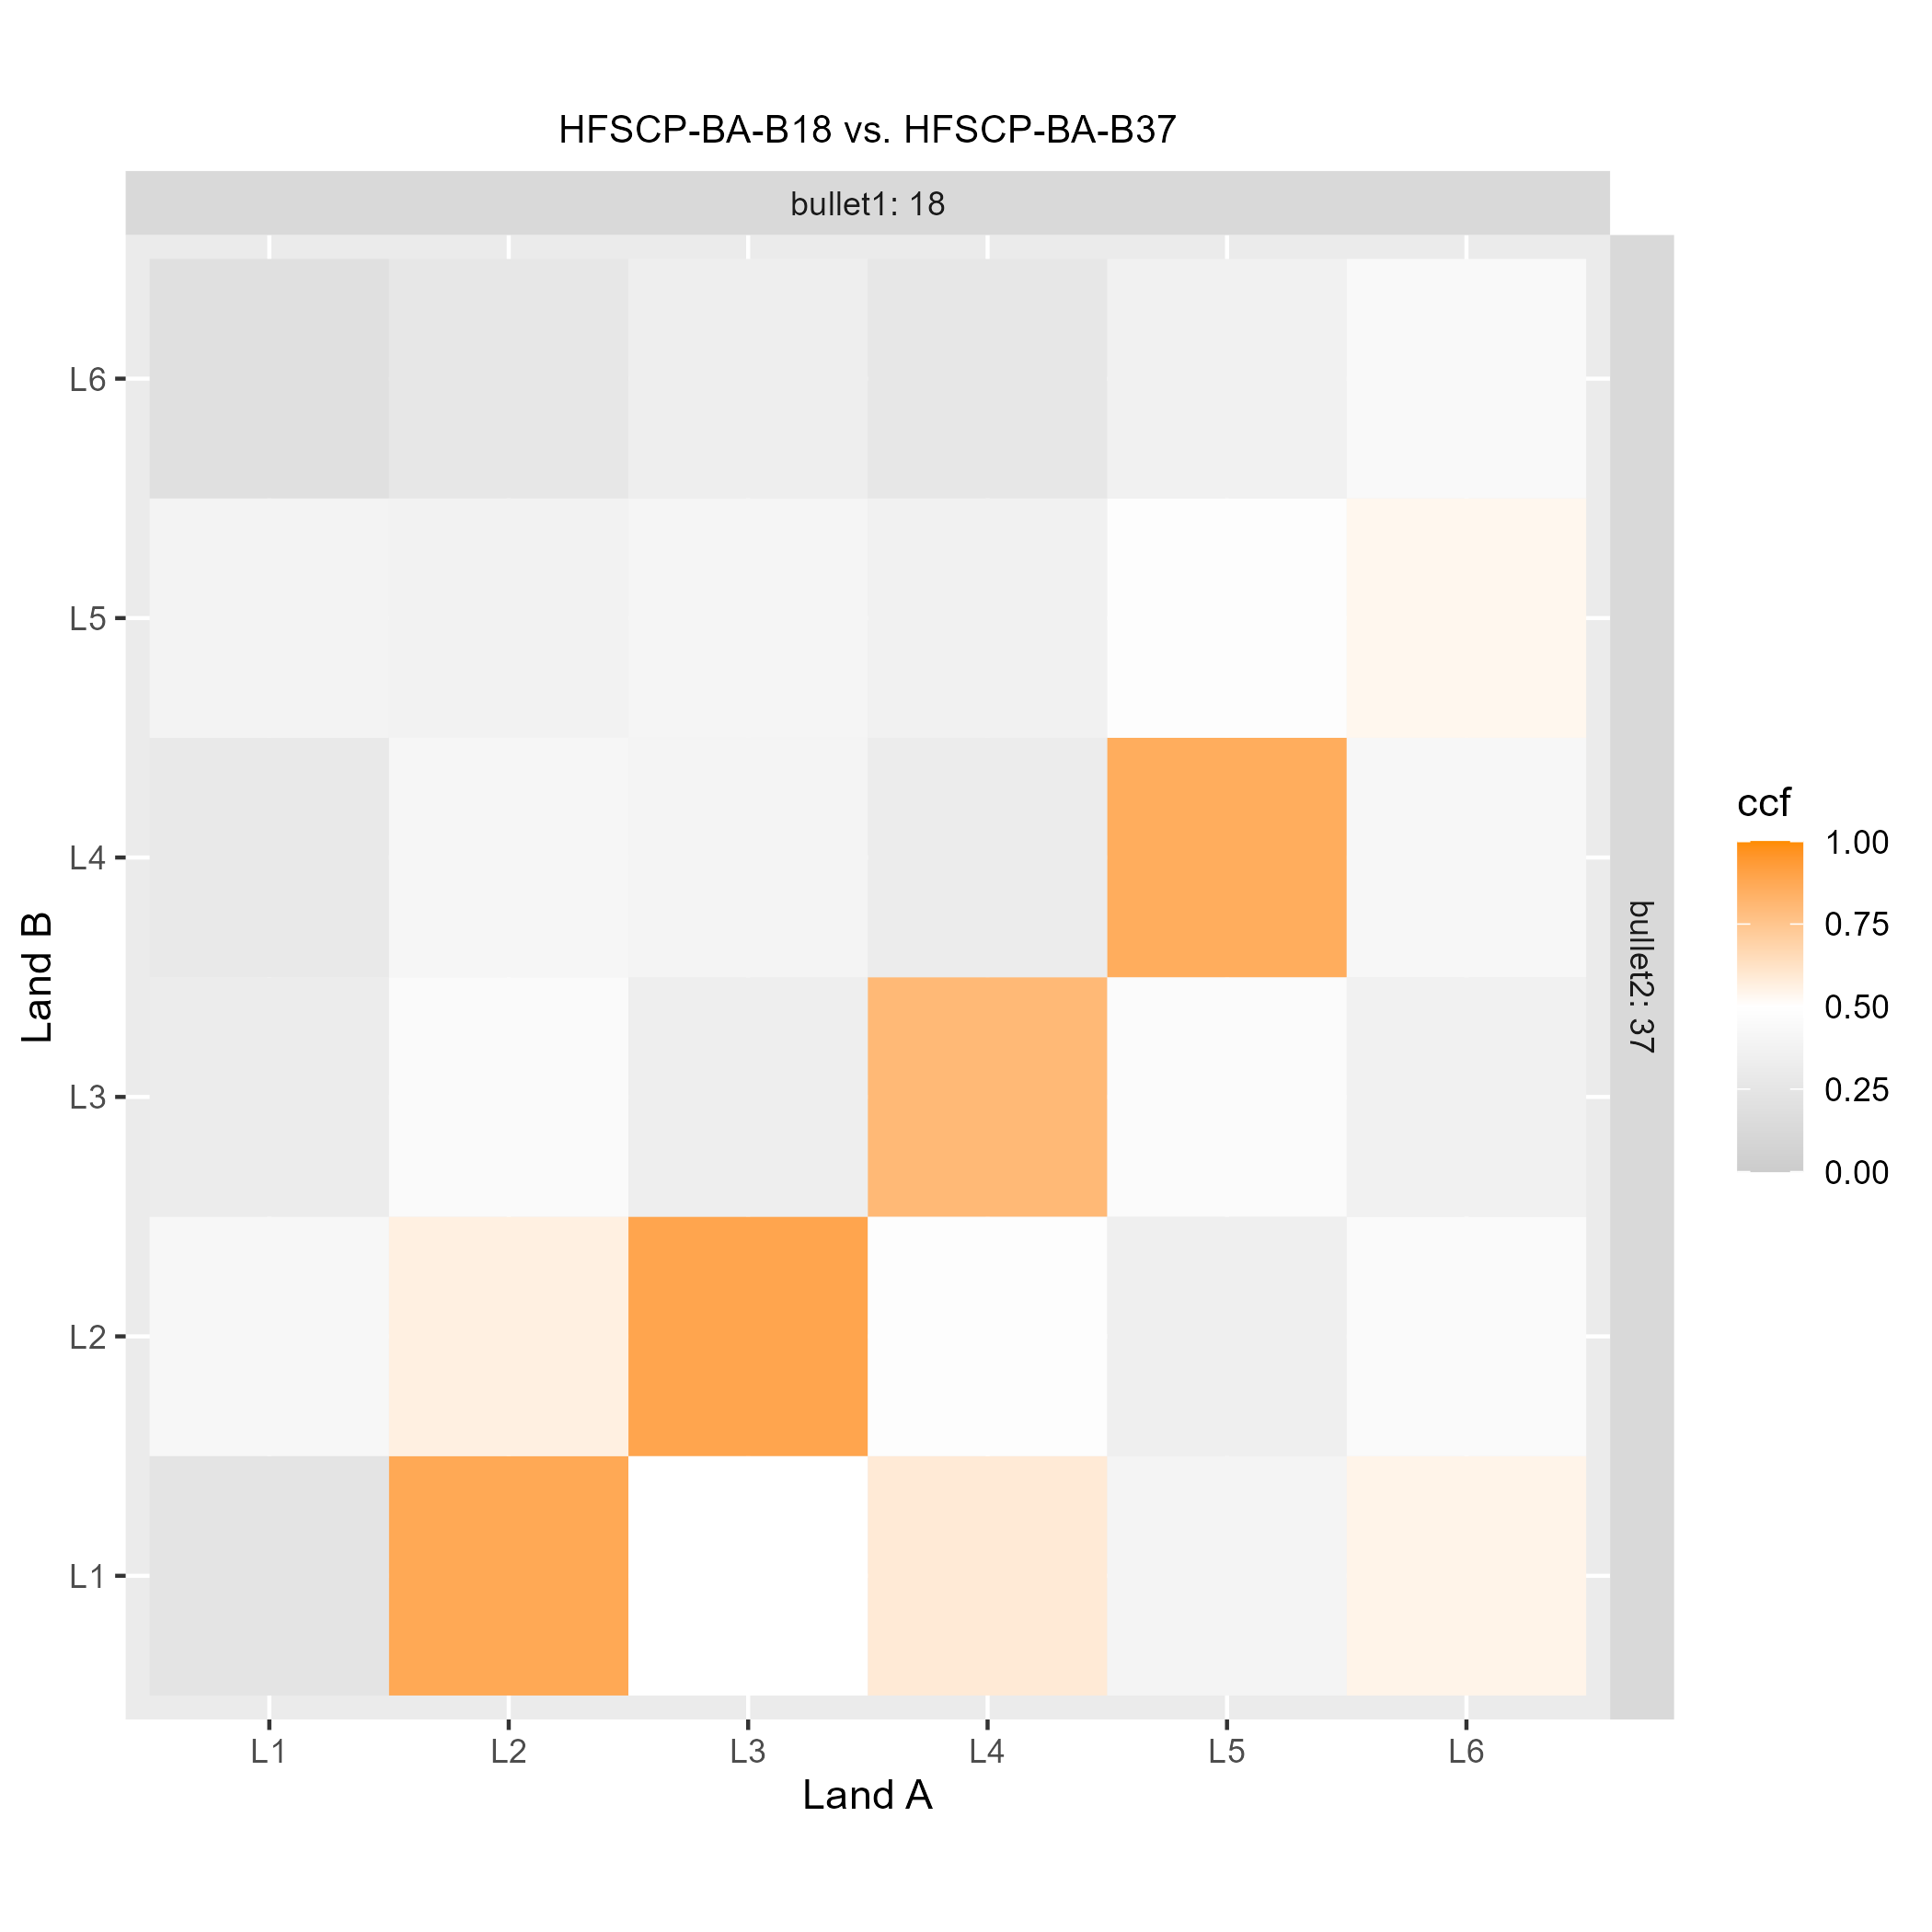 HFSCP-BA-B18 vs. HFSCP-BA-B37
bullet1: 18
L6
L5
L4
L3
L2
L1
Land B
L1 L2 L3 L4 L5 L6
Land A
bullet2: 37
ccf
1.00
0.75
0.50
0.25
0.00